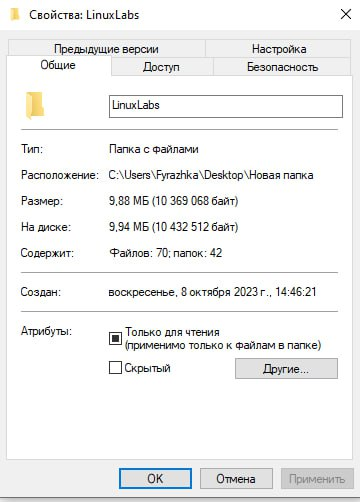 Свойства: LinuxLabs
Предыдущие версии Настройка
Общие Доступ Безопасность
LinuxLabs
Тип: Папка с файлами
Расположение: C:\Users\Fyrazhka\Desktop\Новая папка
Размер: 9,88 МБ (10 369 068 байт)
На диске: 9,94 МБ (10 432 512 байт)
Содержит: Файлов: 70; папок: 42
Создан: воскресенье, 8 октября 2023 г., 14:46:21
Атрибуты: Только для чтения
(применимо только к файлам в папке)
Скрытый Другие...
OK Отмена Применить